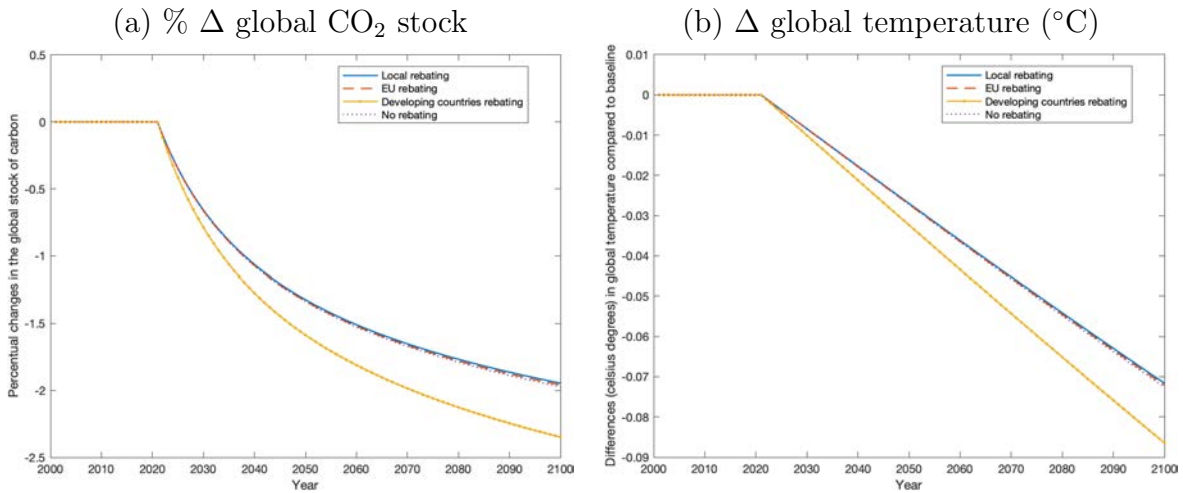 (a) % Δ global CO₂ stock
Percentual changes in the global stock of carbon
0.5
0
-0.5
-1
-1.5
-2
-2.5
Local rebating
EU rebating
Developing countries rebating
No rebating
2000 2010 2020 2030 2040 2050 2060 2070 2080 2090 2100
Year
(b) Δ global temperature (°C)
Differences (celsius degrees) in global temperature compared to baseline
0.01
0
-0.01
-0.02
-0.03
-0.04
-0.05
-0.06
-0.07
-0.08
-0.09
Local rebating
EU rebating
Developing countries rebating
No rebating
2000 2010 2020 2030 2040 2050 2060 2070 2080 2090 2100
Year